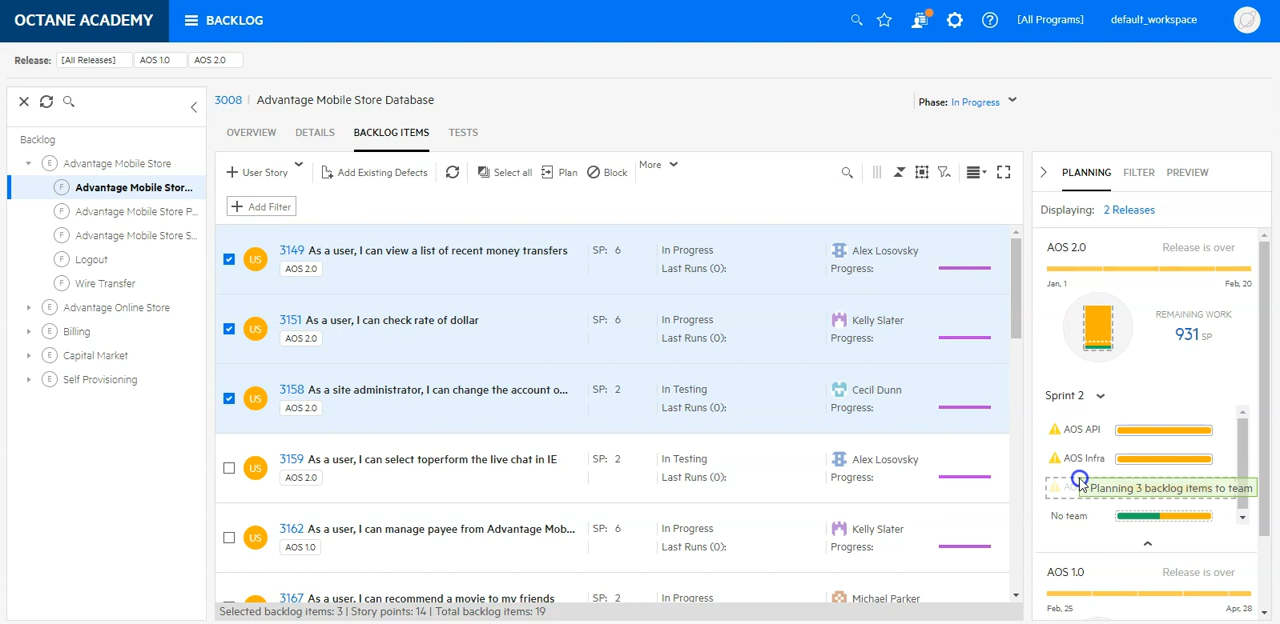 OCTANE ACADEMY
BACKLOG
[All Programs]
default_workspace
Release: [All Releases] AOS 1.0 AOS 2.0
Backlog
E Advantage Mobile Store
F Advantage Mobile Stor...
F Advantage Mobile Store P...
F Advantage Mobile Store S...
F Logout
F Wire Transfer
E Advantage Online Store
E Billing
E Capital Market
E Self Provisioning
3008 Advantage Mobile Store Database
Phase: In Progress
OVERVIEW DETAILS BACKLOG ITEMS TESTS
+ User Story Add Existing Defects Select all Plan Block More
+ Add Filter
US 3149 As a user, I can view a list of recent money transfers SP: 6 In Progress Alex Losovsky
AOS 2.0 Last Runs (0): Progress:
US 3151 As a user, I can check rate of dollar SP: 6 In Progress Kelly Slater
AOS 2.0 Last Runs (0): Progress:
US 3158 As a site administrator, I can change the account o... SP: 2 In Testing Cecil Dunn
AOS 2.0 Last Runs (0): Progress:
US 3159 As a user, I can select toperform the live chat in IE SP: 2 In Testing Alex Losovsky
AOS 2.0 Last Runs (0): Progress:
US 3162 As a user, I can manage payee from Advantage Mob... SP: 6 In Progress Kelly Slater
AOS 1.0 Last Runs (0): Progress:
3167 As a user, I can recommend a movie to my friends SP: 2 In Progress Michael Parker
Selected backlog items: 3 | Story points: 14 | Total backlog items: 19
PLANNING FILTER PREVIEW
Displaying: 2 Releases
AOS 2.0 Release is over
Jan, 1 Feb, 20
REMAINING WORK
931 SP
Sprint 2
AOS API
AOS Infra
Planning 3 backlog items to team
No team
AOS 1.0 Release is over
Feb, 25 Apr, 28